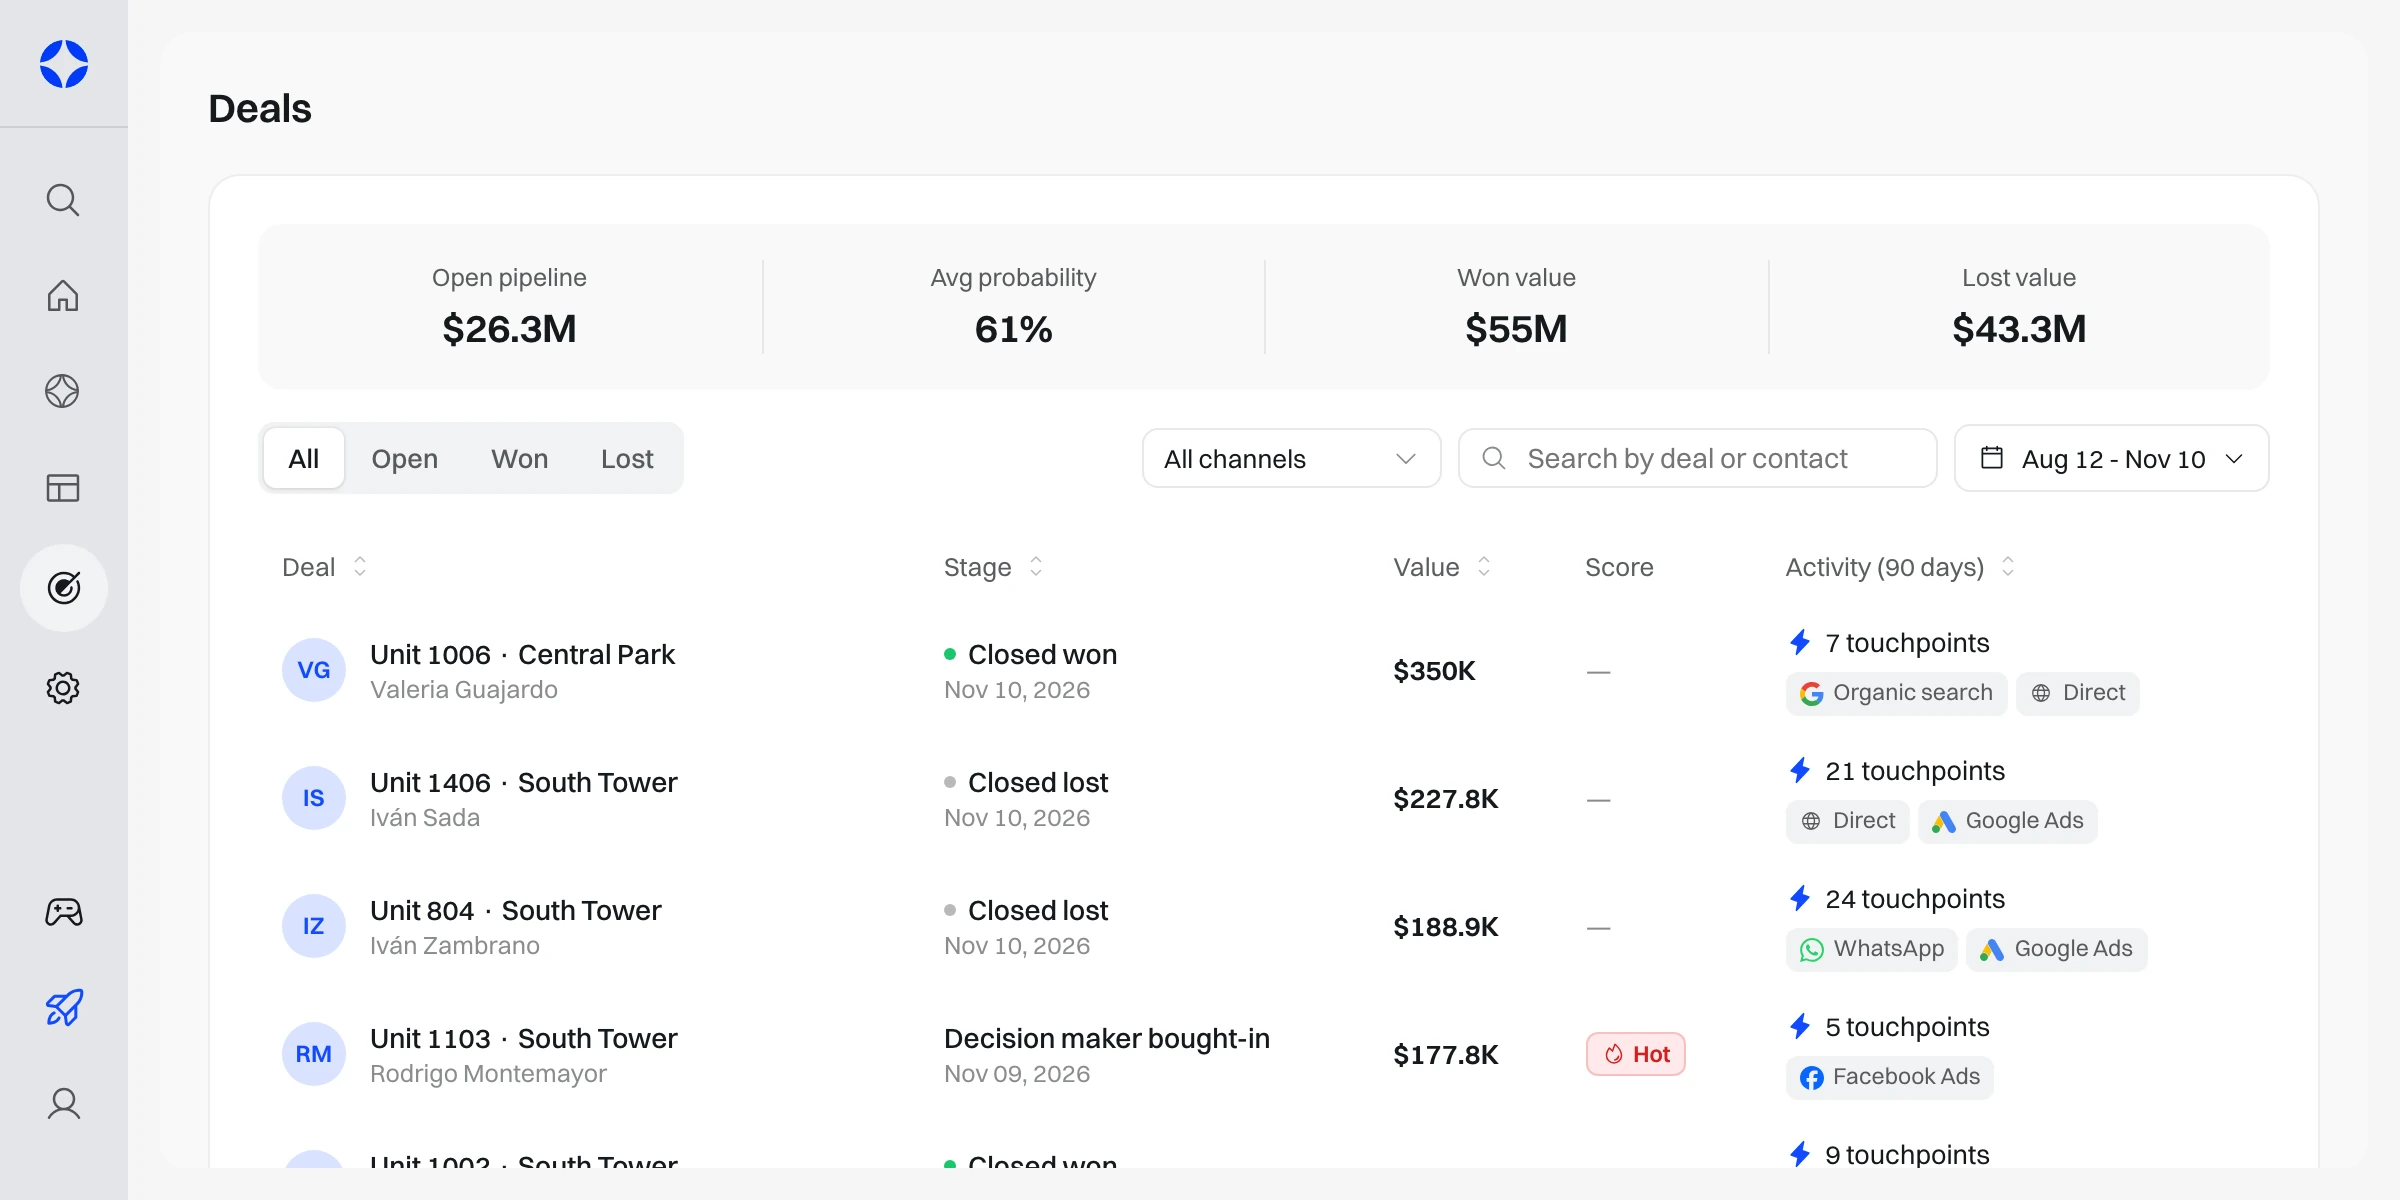 Deals
Open pipeline
$26.3M
Avg probability
61%
Won value
$55M
Lost value
$43.3M
All
Open
Won
Lost
All channels
Search by deal or contact
Aug 12 - Nov 10
Deal
Stage
Value
Score
Activity (90 days)
VG
Unit 1006 · Central Park
Valeria Guajardo
Closed won
Nov 10, 2026
$350K
—
7 touchpoints
Organic search
Direct
IS
Unit 1406 · South Tower
Iván Sada
Closed lost
Nov 10, 2026
$227.8K
—
21 touchpoints
Direct
Google Ads
IZ
Unit 804 · South Tower
Iván Zambrano
Closed lost
Nov 10, 2026
$188.9K
—
24 touchpoints
WhatsApp
Google Ads
RM
Unit 1103 · South Tower
Rodrigo Montemayor
Decision maker bought-in
Nov 09, 2026
$177.8K
Hot
5 touchpoints
Facebook Ads
Unit 1002 · South Tower
Closed won
9 touchpoints